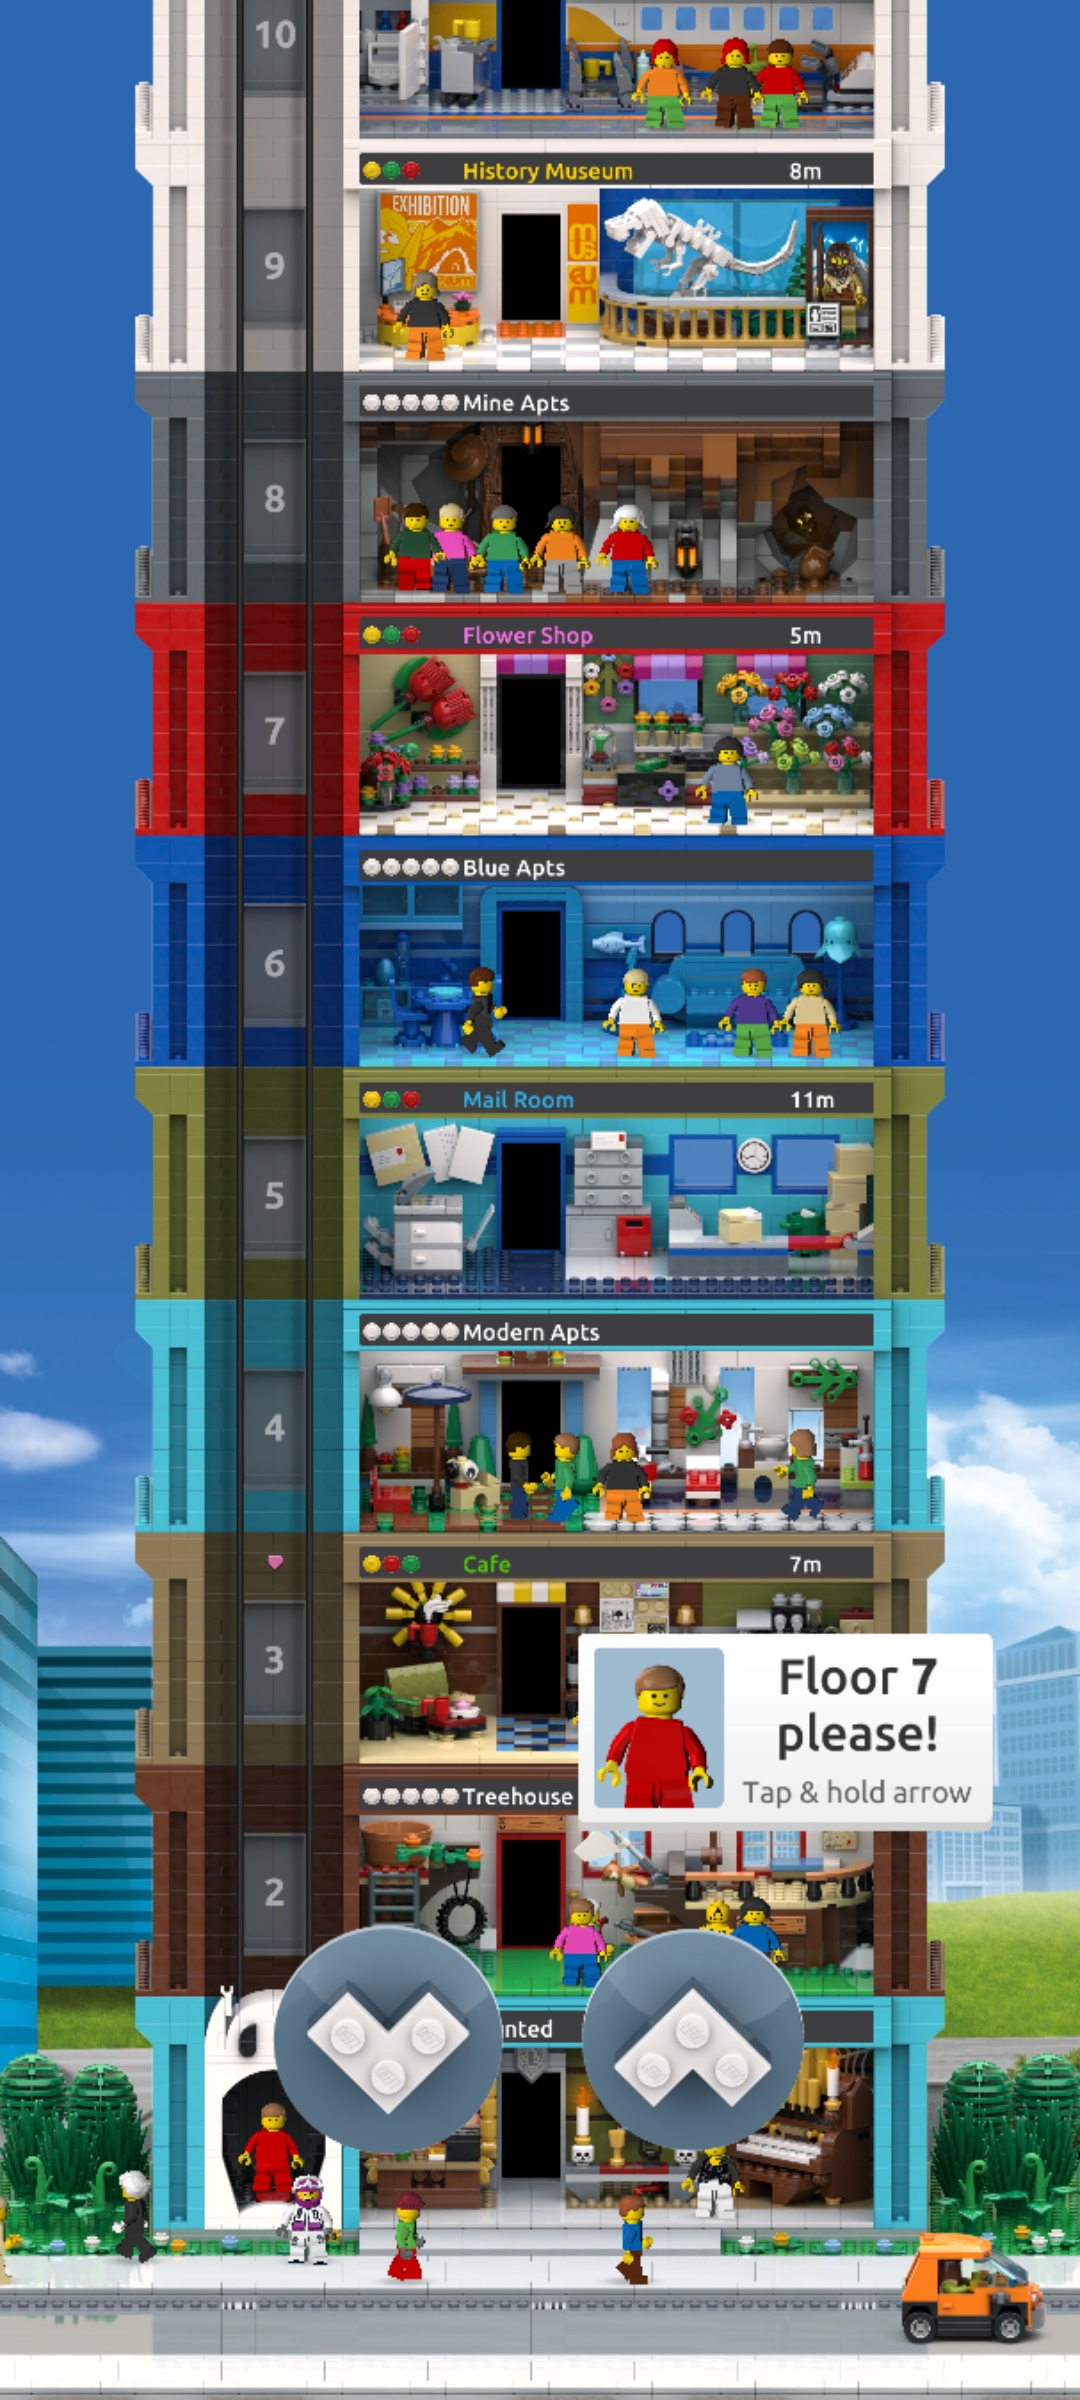 10
History Museum 8m
EXHIBITION
museum
9
Mine Apts
8
Flower Shop 5m
7
Blue Apts
6
Mail Room 11m
5
Modern Apts
4
Cafe 7m
3
Floor 7
please!
Tap & hold arrow
Treehouse
2
nted